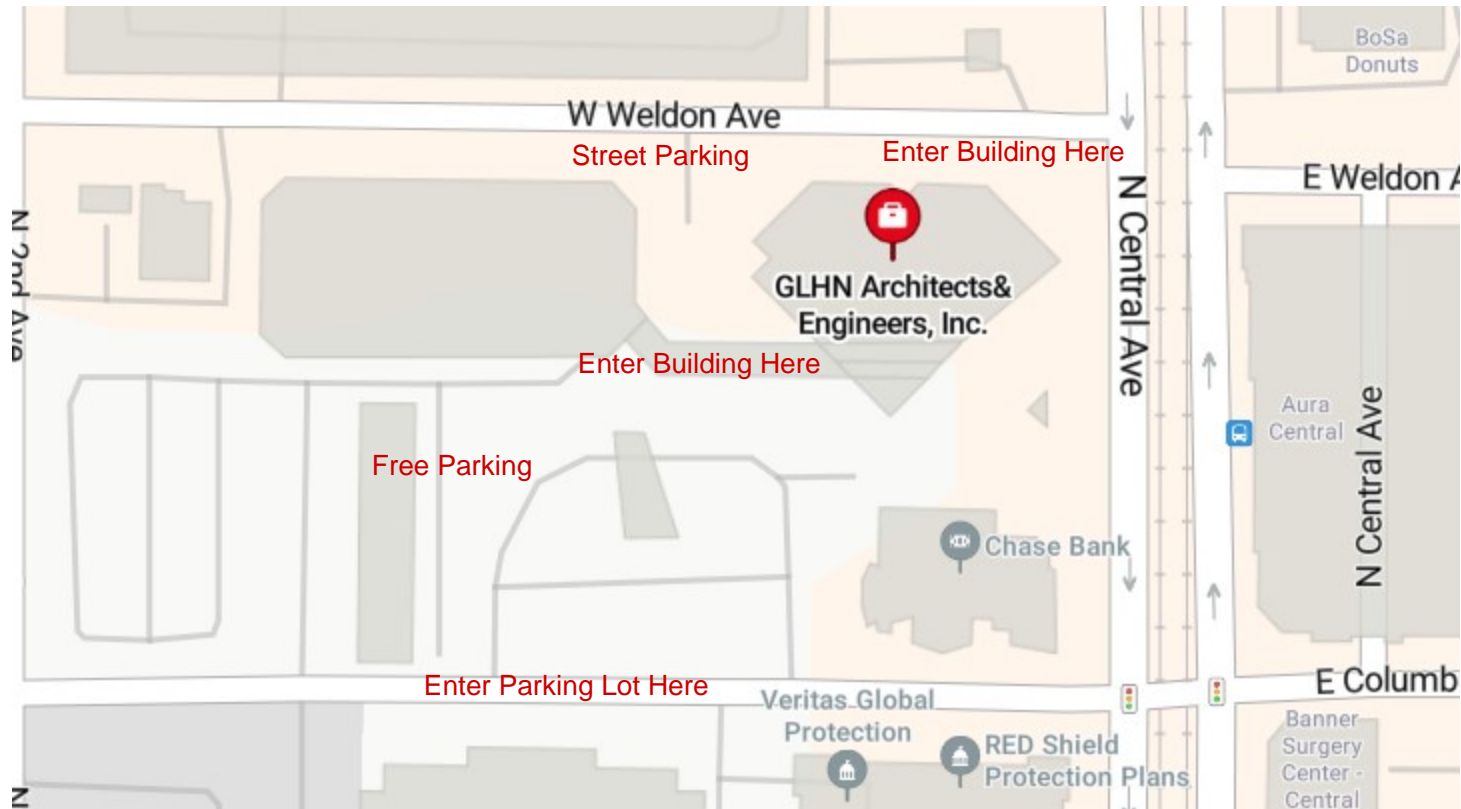 BoSa
Donuts
W Weldon Ave
Street Parking
Enter Building Here
E Weldon A
N 2nd Ave
N Central Ave
GLHN Architects&
Engineers, Inc.
Enter Building Here
Aura
Central
N Central Ave
Free Parking
Chase Bank
Enter Parking Lot Here
E Columb
Veritas Global
Protection
RED Shield
Protection Plans
Banner
Surgery
Center -
Central
N